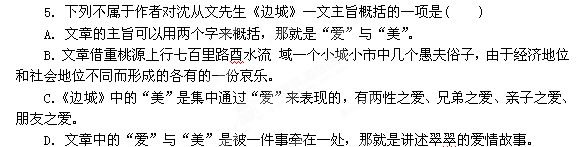 5. 下列不属于作者对沈从文先生《边城》一文主旨概括的一项是(    )
A. 文章的主旨可以用两个字来概括，那就是“爱”与“美”。
B. 文章借重桃源上行七百里路酉水流 域一个小城小市中几个愚夫俗子，由于经济地位
和社会地位不同而形成的各有的一份哀乐。
C.《边城》中的“美”是集中通过“爱”来表现的，有两性之爱、兄弟之爱、亲子之爱、
朋友之爱。
D. 文章中的“爱”与“美”是被一件事牵在一处，那就是讲述翠翠的爱情故事。